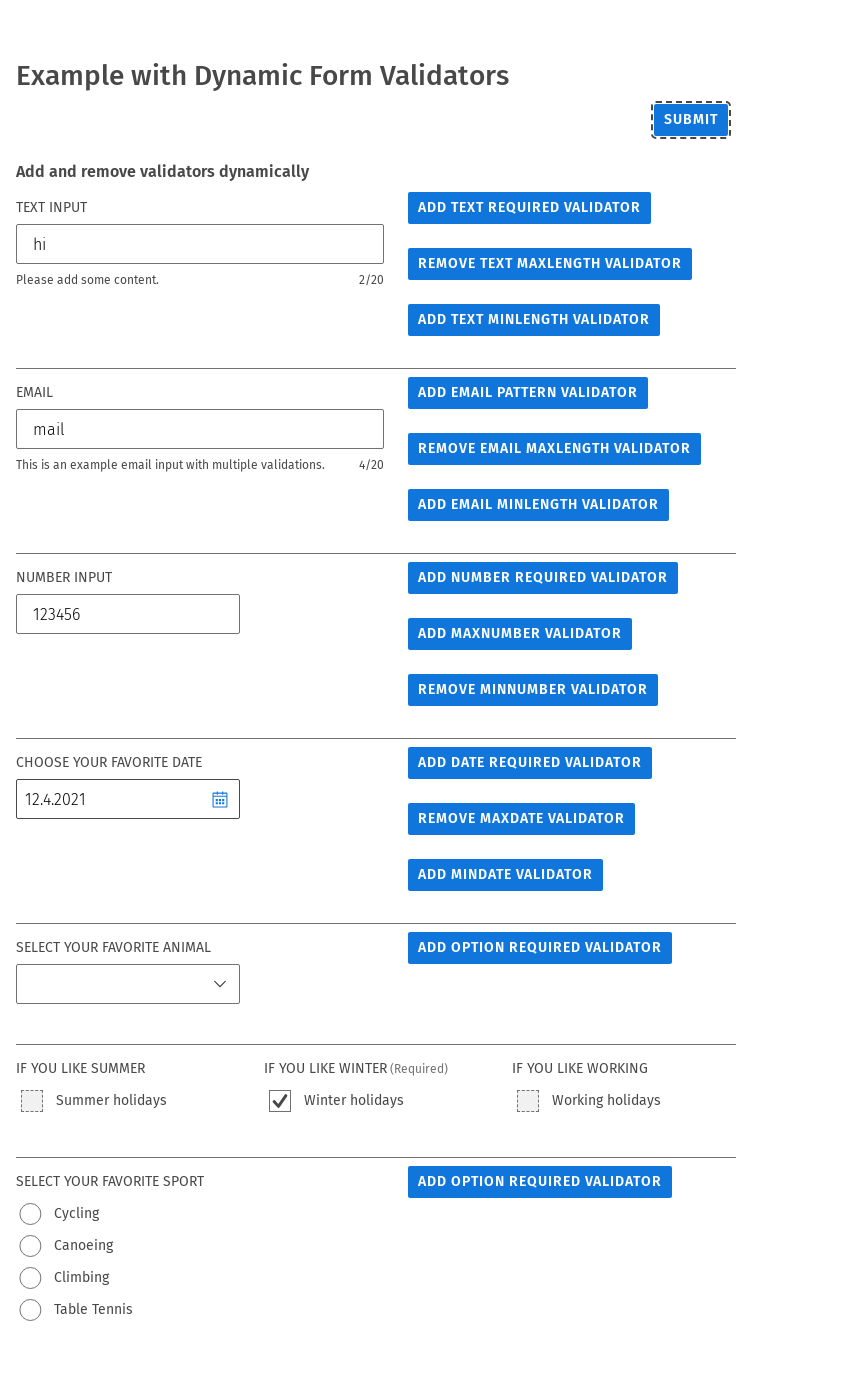 Example with Dynamic Form Validators
SUBMIT
Add and remove validators dynamically
TEXT INPUT
ADD TEXT REQUIRED VALIDATOR
hi
Please add some content. 2/20
REMOVE TEXT MAXLENGTH VALIDATOR
ADD TEXT MINLENGTH VALIDATOR
EMAIL
ADD EMAIL PATTERN VALIDATOR
mail
This is an example email input with multiple validations. 4/20
REMOVE EMAIL MAXLENGTH VALIDATOR
ADD EMAIL MINLENGTH VALIDATOR
NUMBER INPUT
ADD NUMBER REQUIRED VALIDATOR
123456
ADD MAXNUMBER VALIDATOR
REMOVE MINNUMBER VALIDATOR
CHOOSE YOUR FAVORITE DATE
ADD DATE REQUIRED VALIDATOR
12.4.2021
REMOVE MAXDATE VALIDATOR
ADD MINDATE VALIDATOR
SELECT YOUR FAVORITE ANIMAL
ADD OPTION REQUIRED VALIDATOR
IF YOU LIKE SUMMER
IF YOU LIKE WINTER (Required)
IF YOU LIKE WORKING
Summer holidays
Winter holidays
Working holidays
SELECT YOUR FAVORITE SPORT
ADD OPTION REQUIRED VALIDATOR
Cycling
Canoeing
Climbing
Table Tennis